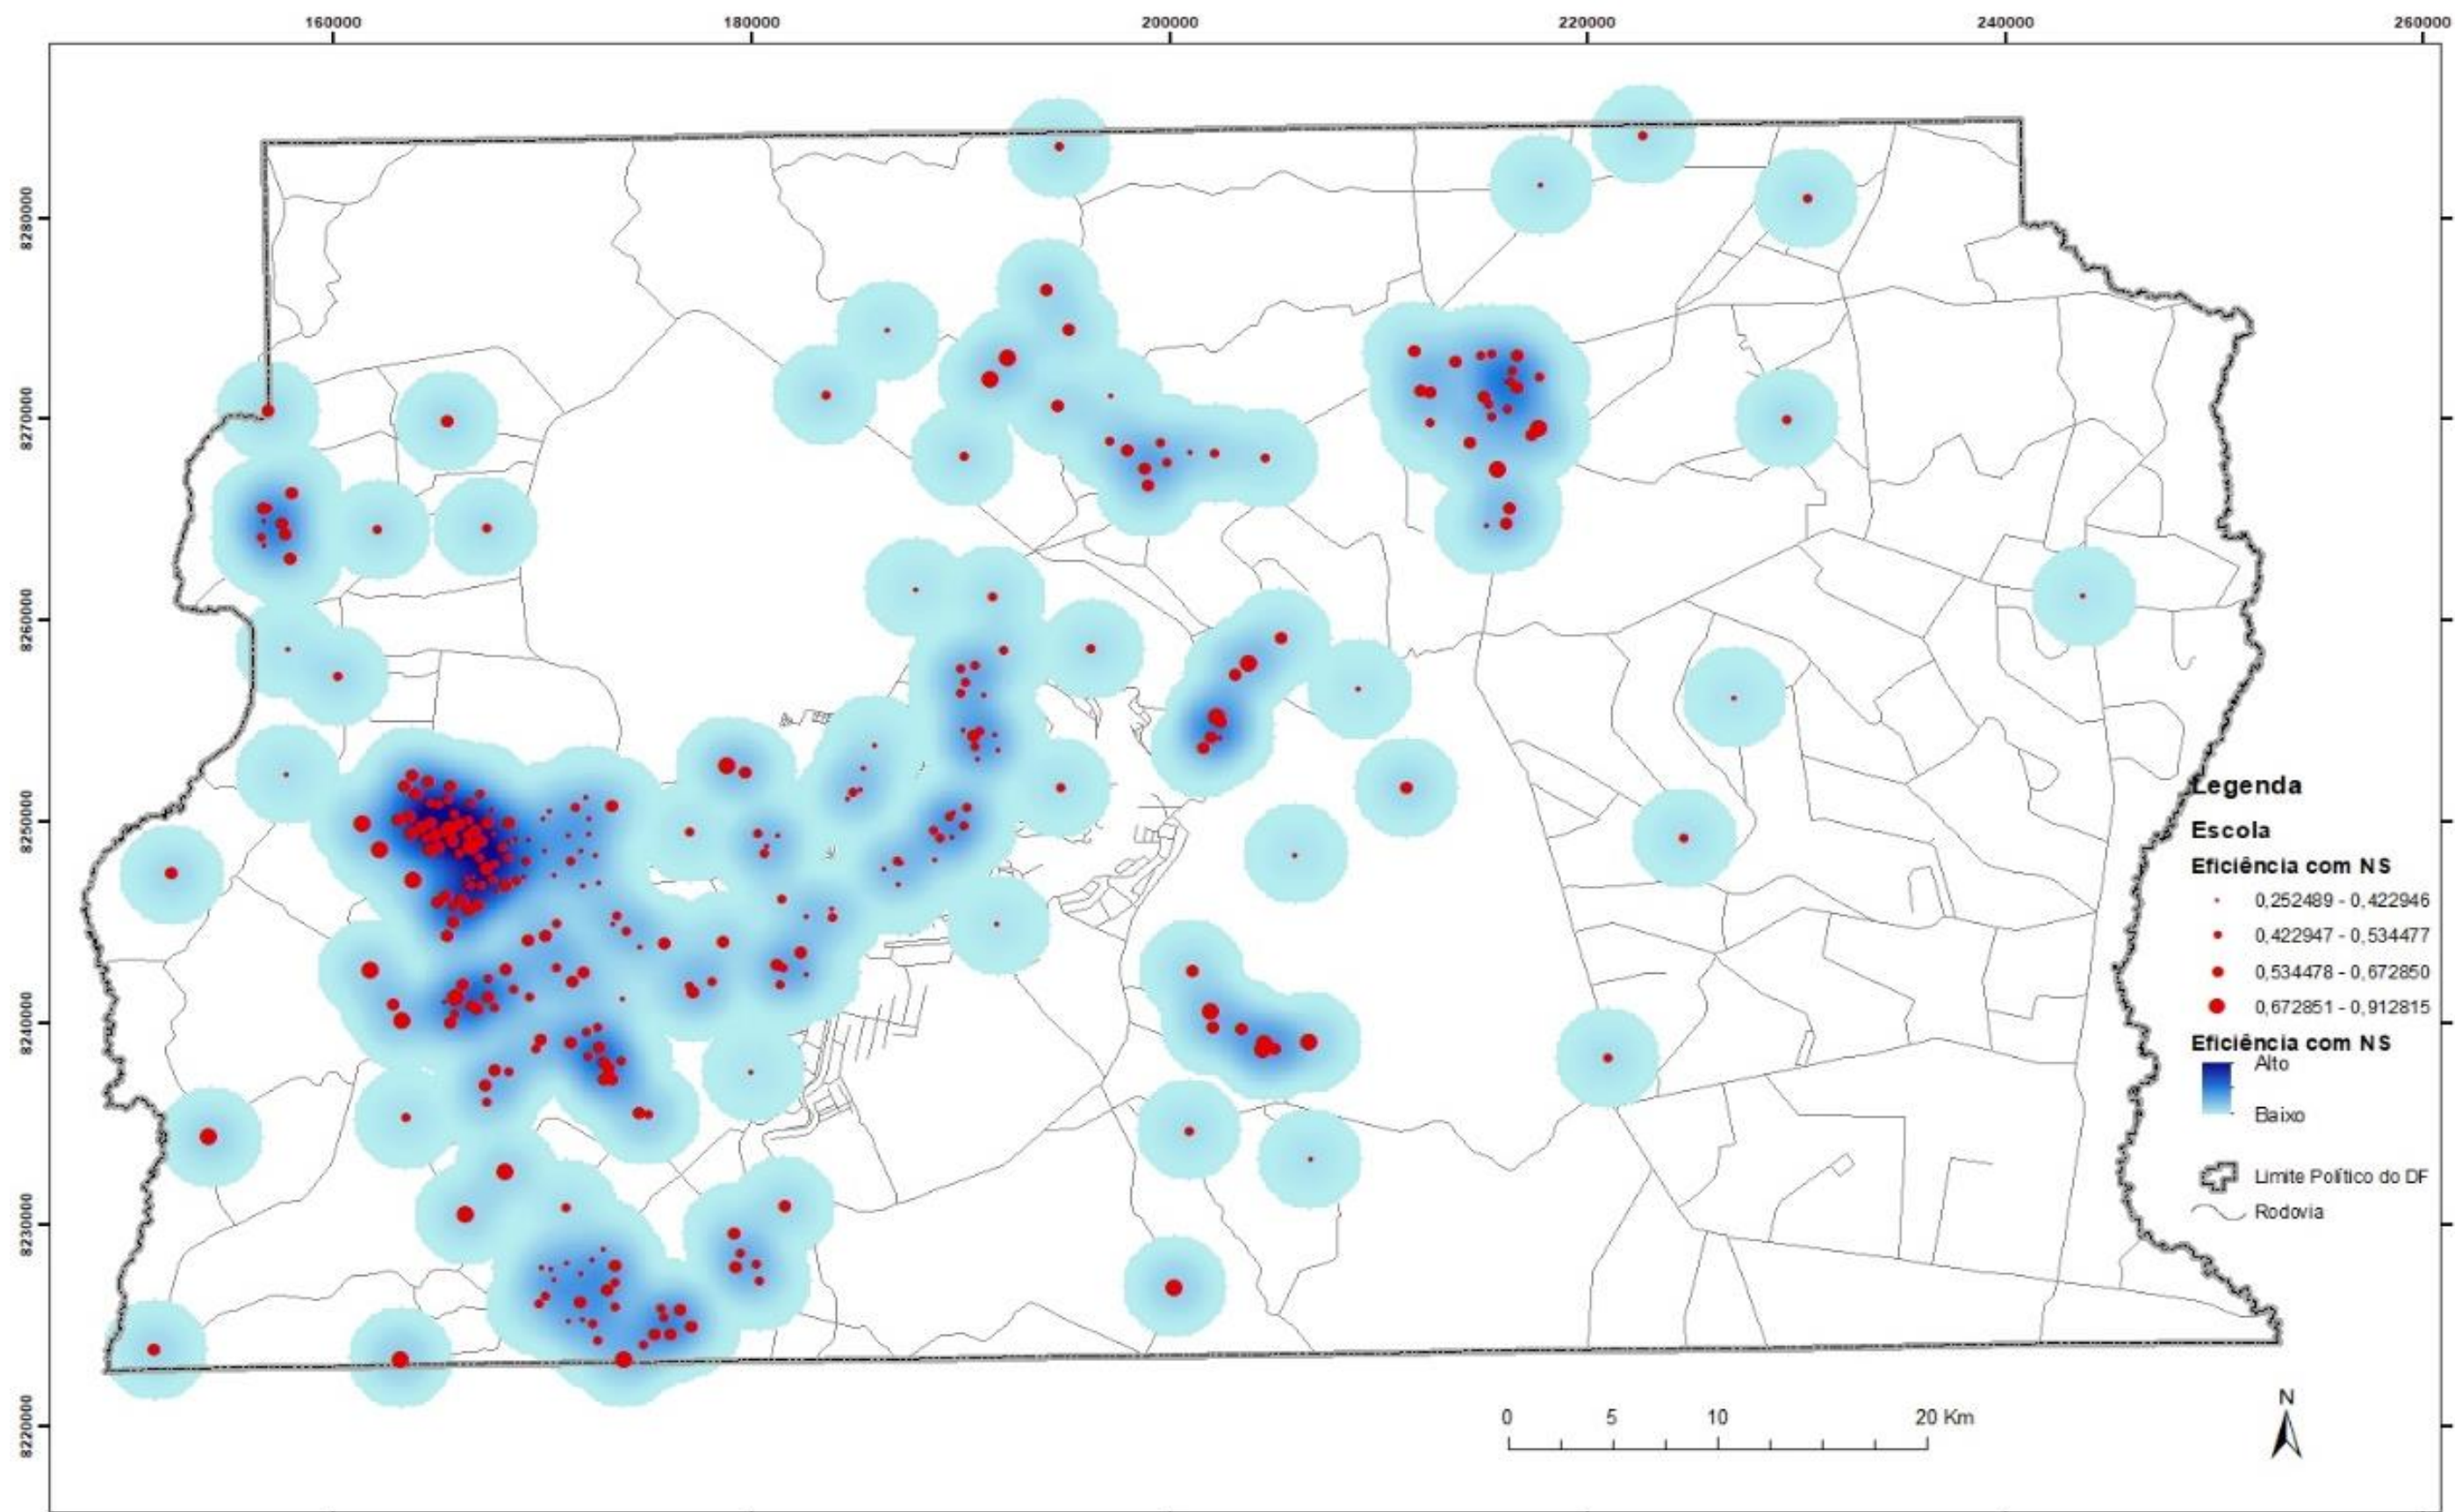 160000 180000 200000 220000 240000 260000
8280000
8270000
8260000
8250000
8240000
8230000
8220000
Legenda
Escola
Eficiência com NS
0,252489 - 0,422946
0,422947 - 0,534477
0,534478 - 0,672850
0,672851 - 0,912815
Eficiência com NS
Alto
Baixo
Limite Político do DF
Rodovia
0 5 10 20 Km
N